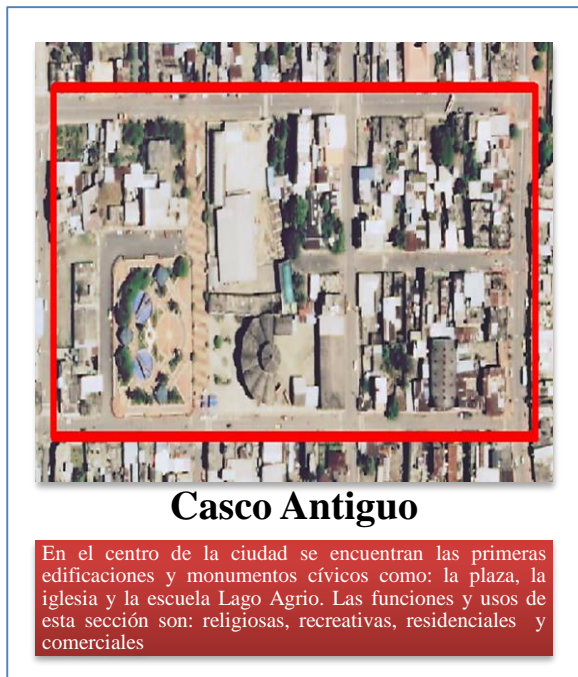 Casco Antiguo
En el centro de la ciudad se encuentran las primeras
edificaciones y monumentos cívicos como: la plaza, la
iglesia y la escuela Lago Agrio. Las funciones y usos de
esta sección son: religiosas, recreativas, residenciales y
comerciales